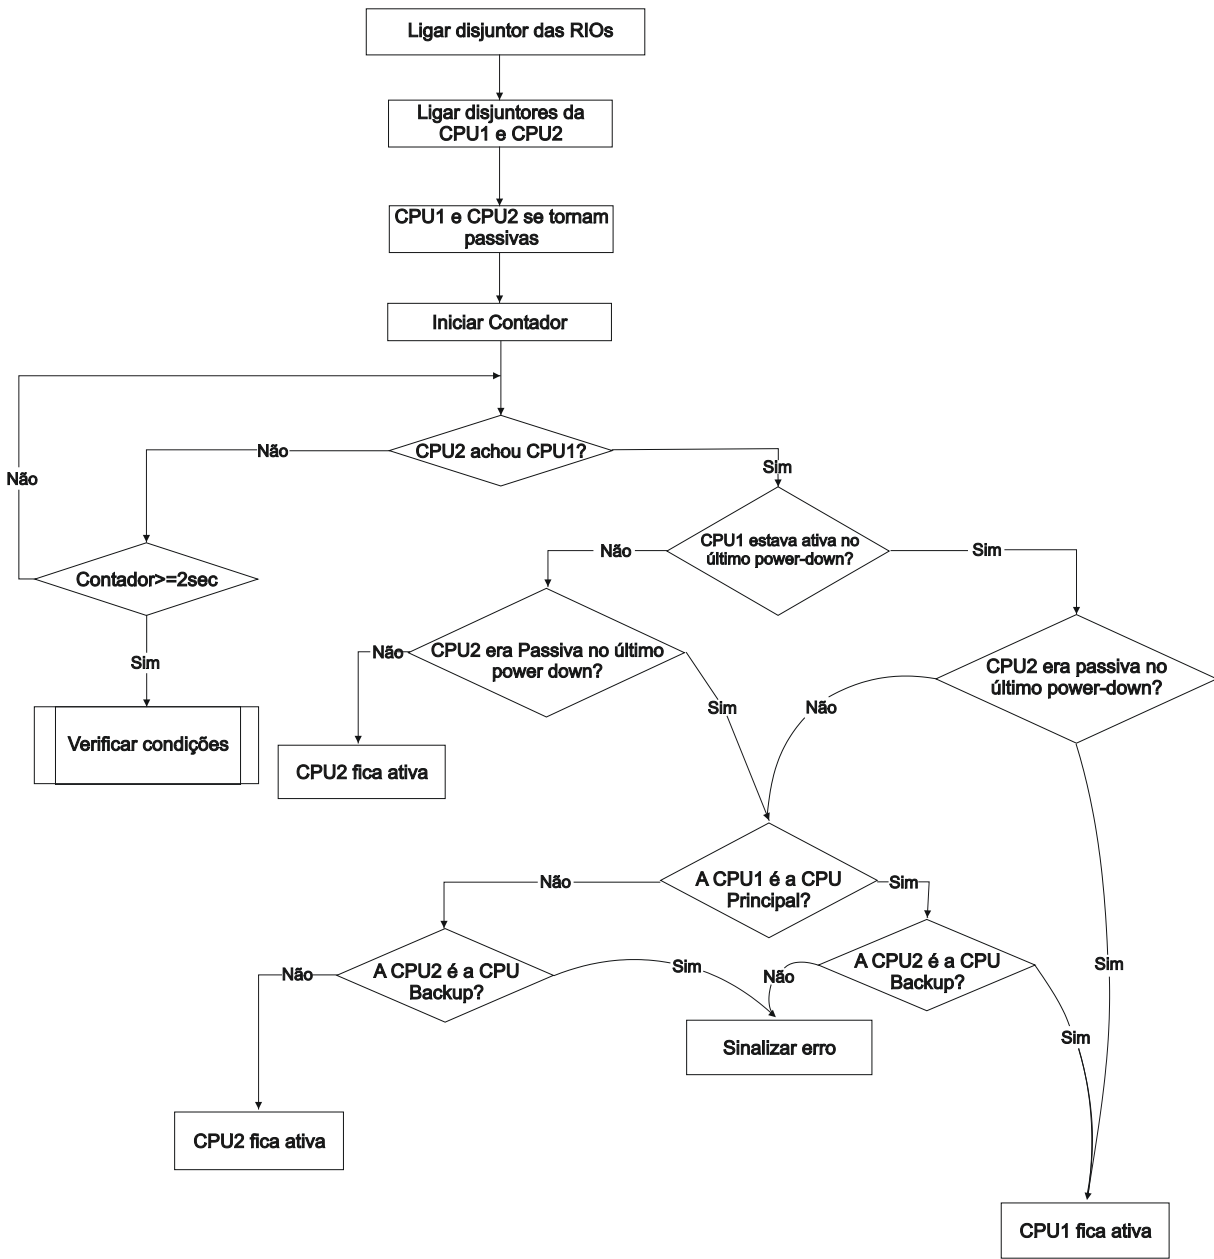 Ligar disjuntor das RIOs
Ligar disjuntores da
CPU1 e CPU2
CPU1 e CPU2 se tornam
passivas
Iniciar Contador
CPU2 achou CPU1?
Não
Sim
Não
Contador>=2sec
Sim
Verificar condições
CPU1 estava ativa no
último power-down?
Não
Sim
CPU2 era Passiva no último
power down?
Não
Sim
CPU2 fica ativa
CPU2 era passiva no
último power-down?
Não
Sim
A CPU1 é a CPU
Principal?
Não
Sim
A CPU2 é a CPU
Backup?
Não
Sim
A CPU2 é a CPU
Backup?
Não
Sim
Sinalizar erro
CPU2 fica ativa
CPU1 fica ativa